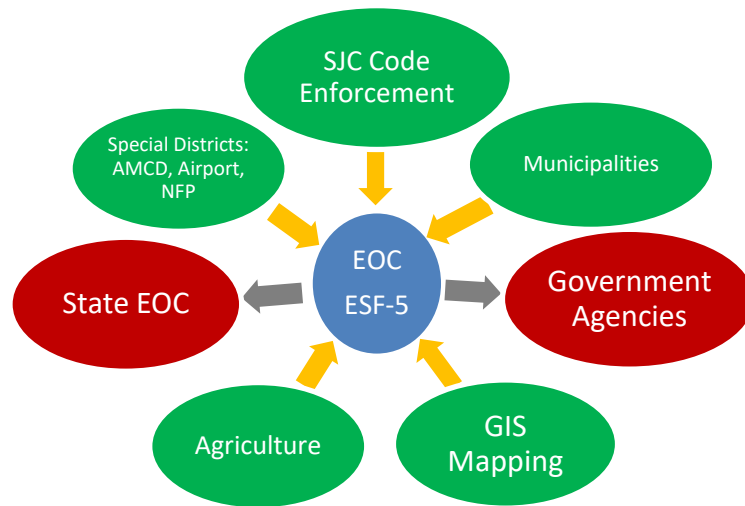 SJC Code
Enforcement
Special Districts:
AMCD, Airport,
NFP
Municipalities
EOC
ESF-5
State EOC
Government
Agencies
Agriculture
GIS
Mapping